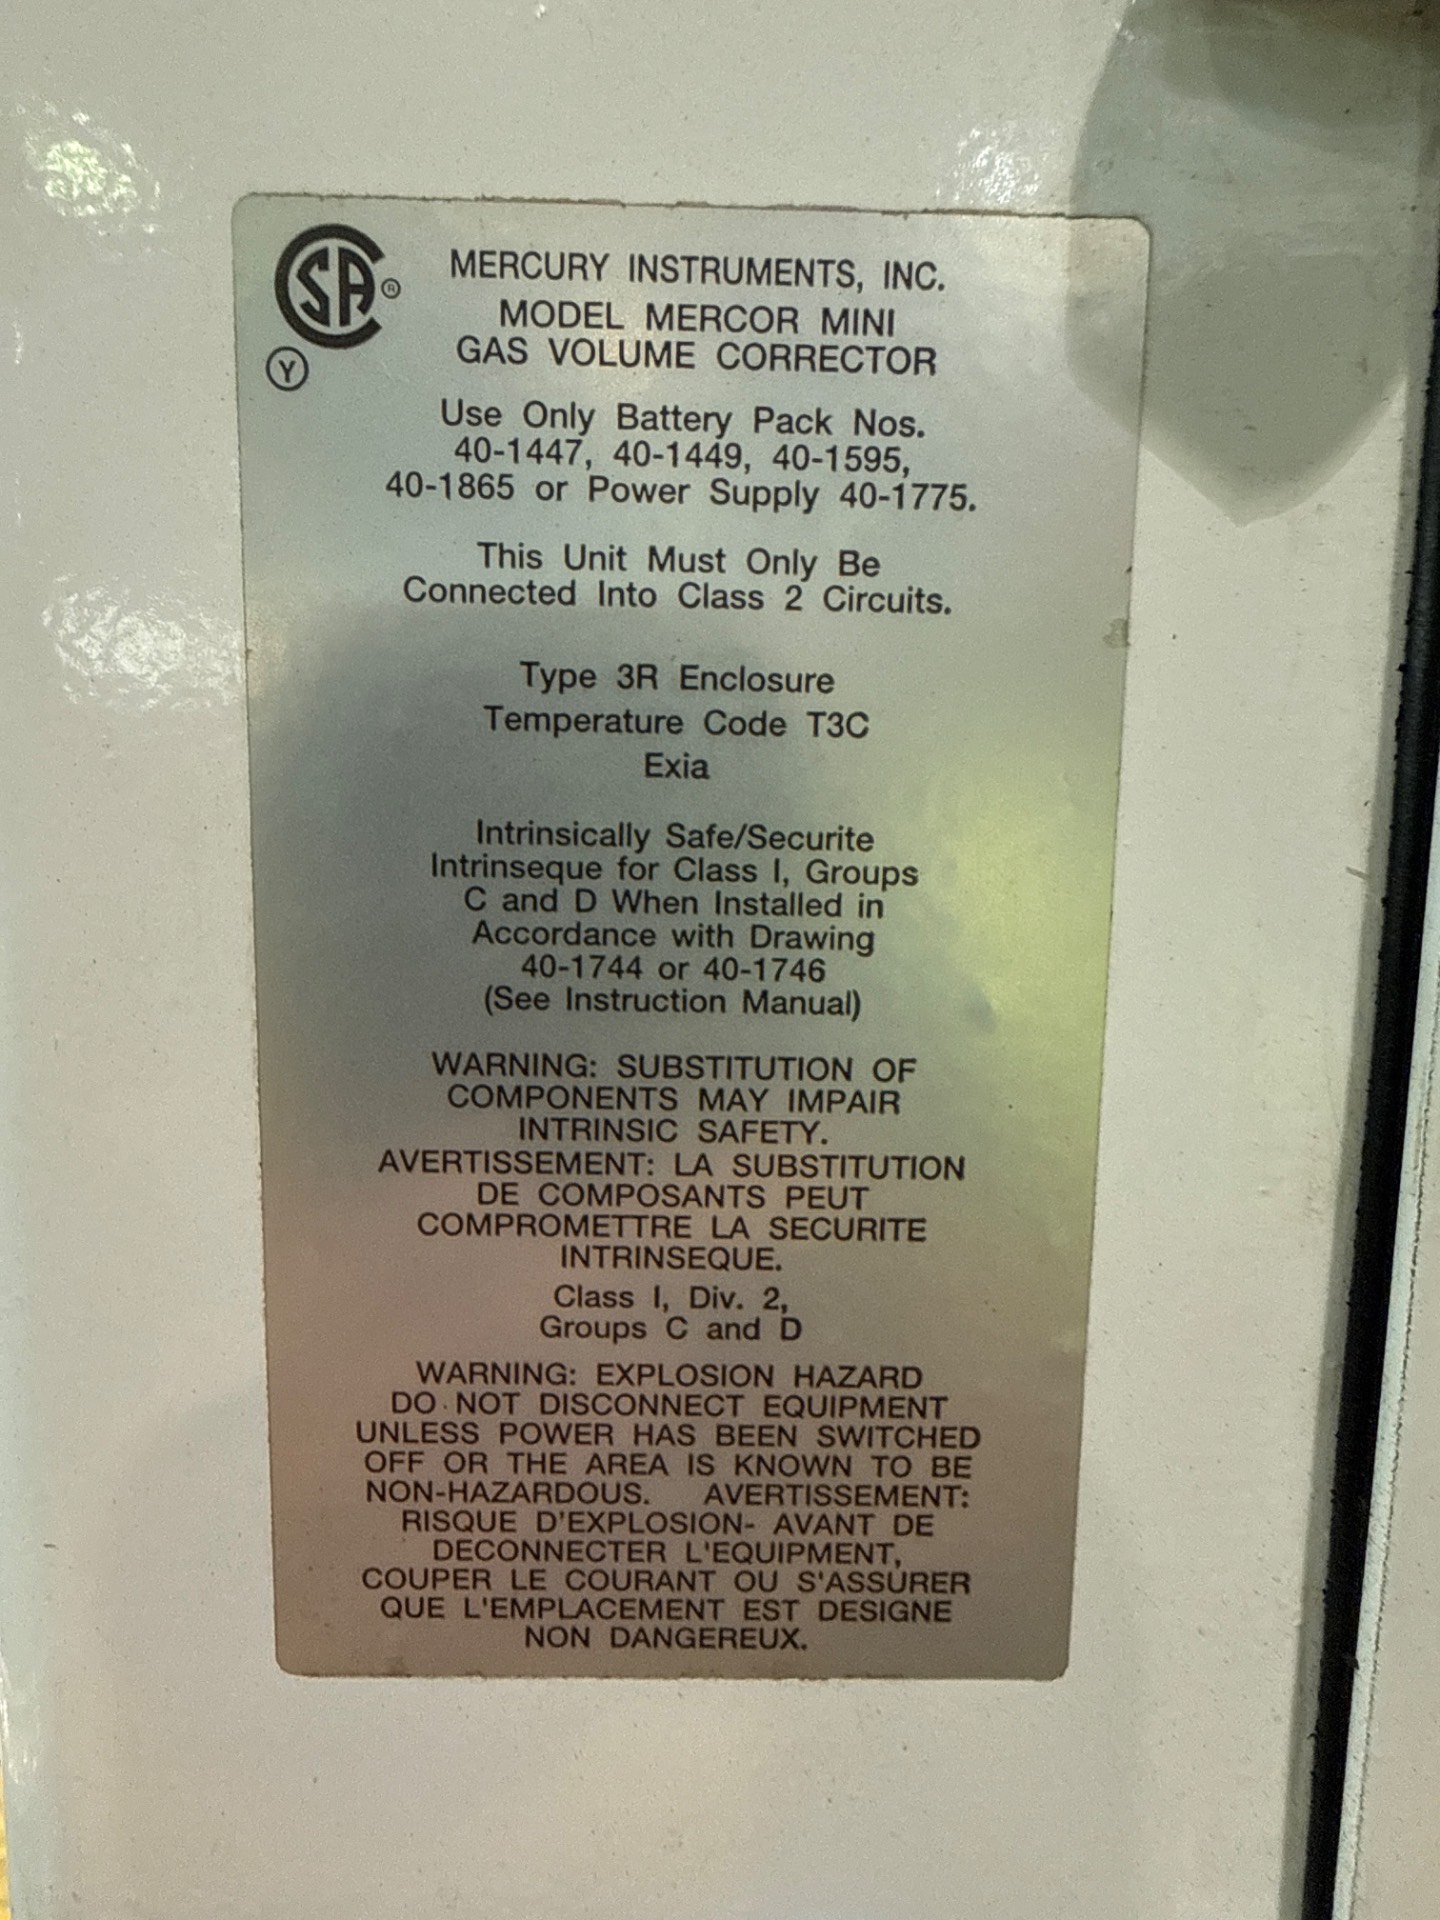 CSA®
MERCURY INSTRUMENTS, INC.
MODEL MERCOR MINI
GAS VOLUME CORRECTOR
Y
Use Only Battery Pack Nos.
40-1447, 40-1449, 40-1595,
40-1865 or Power Supply 40-1775.
This Unit Must Only Be
Connected Into Class 2 Circuits.
Type 3R Enclosure
Temperature Code T3C
Exia
Intrinsically Safe/Securite
Intrinseque for Class I, Groups
C and D When Installed in
Accordance with Drawing
40-1744 or 40-1746
(See Instruction Manual)
WARNING: SUBSTITUTION OF
COMPONENTS MAY IMPAIR
INTRINSIC SAFETY.
AVERTISSEMENT: LA SUBSTITUTION
DE COMPOSANTS PEUT
COMPROMETTRE LA SECURITE
INTRINSEQUE.
Class I, Div. 2,
Groups C and D
WARNING: EXPLOSION HAZARD
DO NOT DISCONNECT EQUIPMENT
UNLESS POWER HAS BEEN SWITCHED
OFF OR THE AREA IS KNOWN TO BE
NON-HAZARDOUS. AVERTISSEMENT:
RISQUE D'EXPLOSION- AVANT DE
DECONNECTER L'EQUIPMENT,
COUPER LE COURANT OU S'ASSURER
QUE L'EMPLACEMENT EST DESIGNE
NON DANGEREUX.